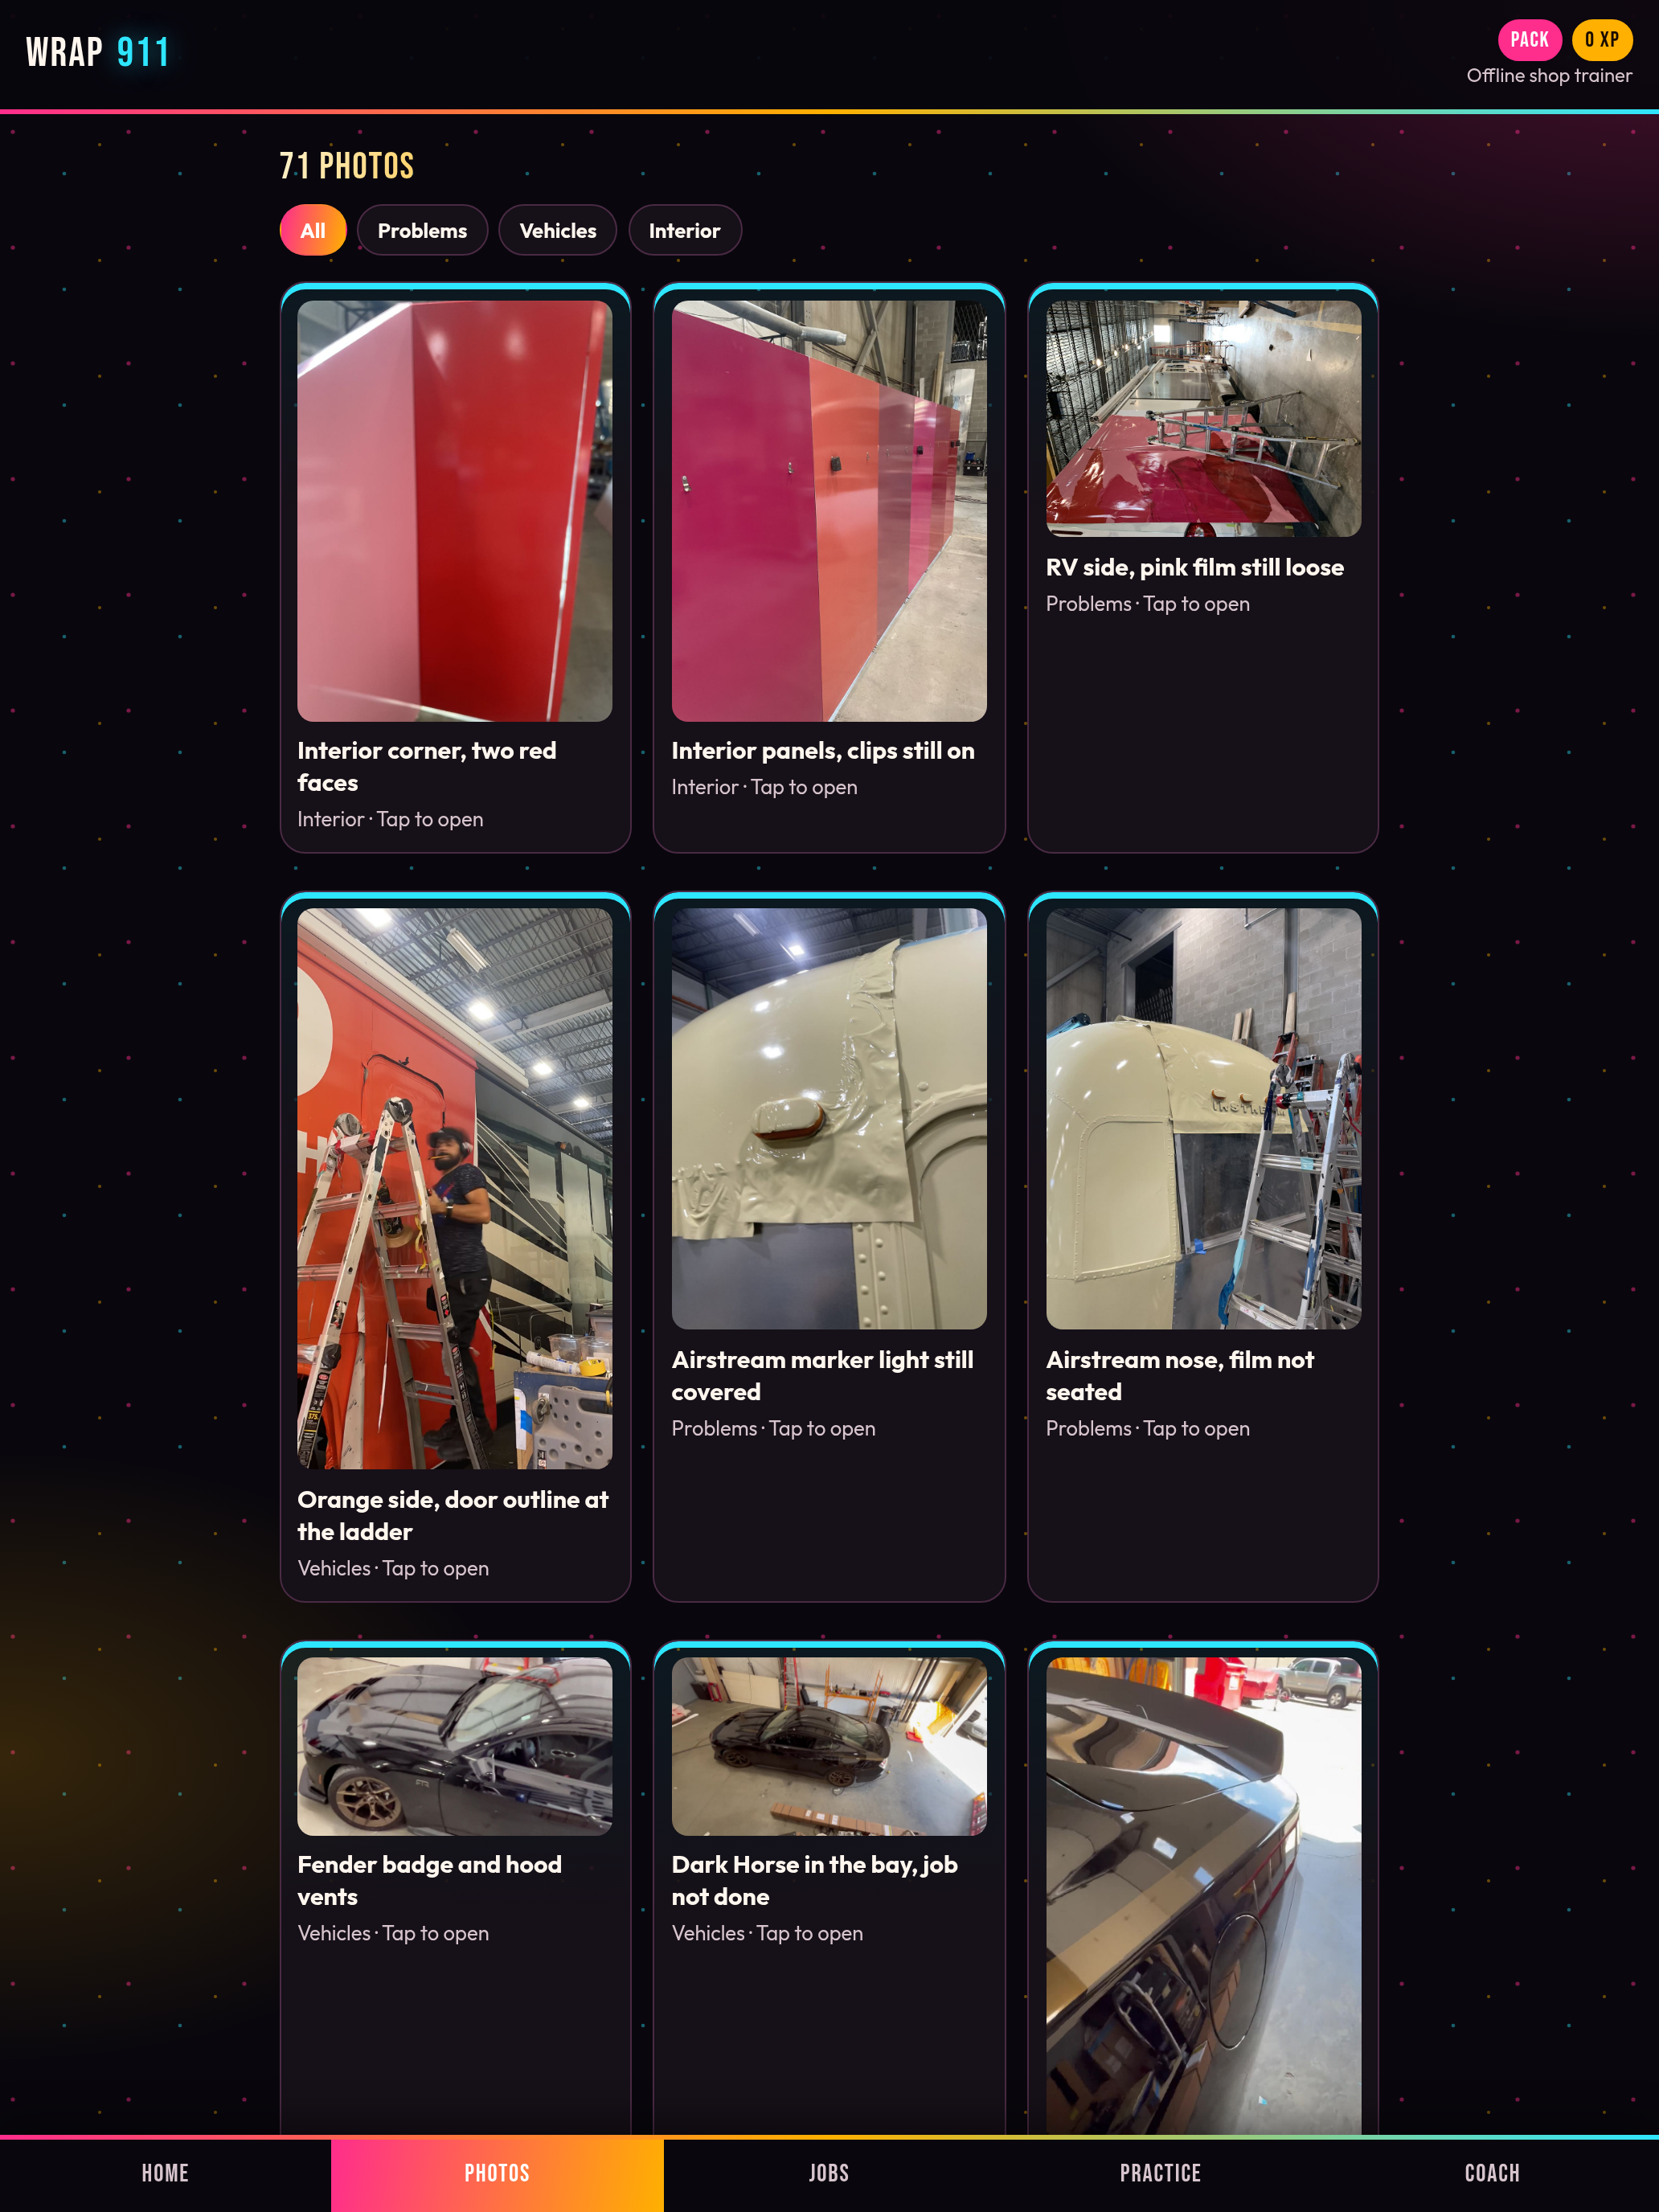 WRAP 911
PACK
0 XP
Offline shop trainer
71 PHOTOS
All
Problems
Vehicles
Interior
Interior corner, two red
faces
Interior · Tap to open
Interior panels, clips still on
Interior · Tap to open
RV side, pink film still loose
Problems · Tap to open
Orange side, door outline at
the ladder
Vehicles · Tap to open
Airstream marker light still
covered
Problems · Tap to open
Airstream nose, film not
seated
Problems · Tap to open
Fender badge and hood
vents
Vehicles · Tap to open
Dark Horse in the bay, job
not done
Vehicles · Tap to open
HOME
PHOTOS
JOBS
PRACTICE
COACH